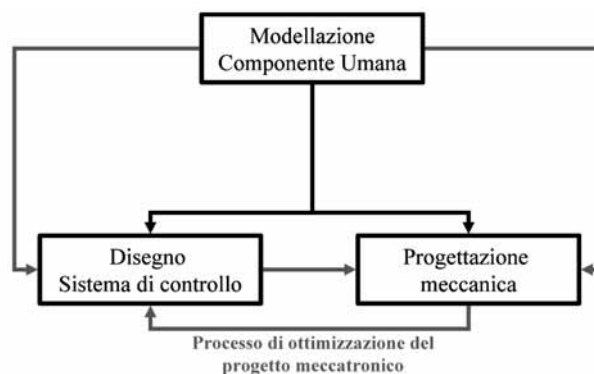 Modellazione
Componente Umana
Disegno
Sistema di controllo
Progettazione
meccanica
Processo di ottimizzazione del
progetto meccatronico